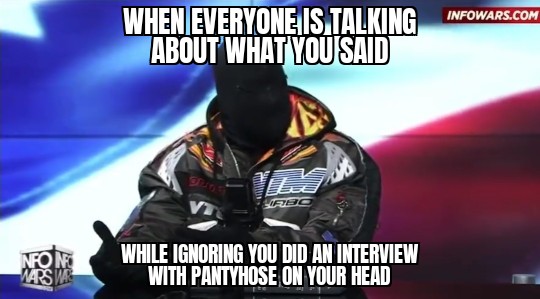 WHEN EVERYONE IS TALKING
ABOUT WHAT YOU SAID
INFOWARS.COM
WHILE IGNORING YOU DID AN INTERVIEW
WITH PANTYHOSE ON YOUR HEAD
INFO
WARS